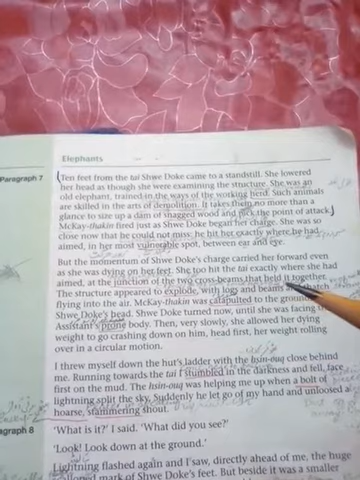 Elephants
Paragraph 7
Ten feet from the tai Shwe Doke came to a standstill. She lowered
her head as though she were examining the structure. She was an
old elephant, trained in the ways of the working herd. Such animals
are skilled in the arts of demolition. It takes them no more than a
glance to size up a dam of snagged wood and pick the point of attack.
McKay-thakin fired just as Shwe Doke began her charge. She was so
close now that he could not miss: he hit her exactly where he had
aimed, in her most vulnerable spot, between ear and eye.
But the momentum of Shwe Doke's charge carried her forward even
as she was dying on her feet. She too hit the tai exactly where she had
aimed, at the junction of the two cross-beams that held it together.
The structure appeared to explode, with logs and beams
flying into the air. McKay-thakin was catapulted to the
Shwe Doke turned now, until she was facing the
Assistant's prone body. Then, very slowly, she allowed her dying
weight to go crashing down on him, head first, her weight rolling
over in a circular motion.
I threw myself down the hut's ladder with the hsin-ouq close behind
me. Running towards the tai I stumbled in the darkness and fell, face
first on the mud. The hsin-ouq was helping me up when a bolt of
lightning split the sky. Suddenly he let go of my hand and unloosed a
hoarse, stammering shout.
agraph 8
'What is it?' I said. 'What did you see?'
'Look! Look down at the ground.'
Lightning flashed again and I saw, directly ahead of me, the huge
mark of Shwe Doke's feet. But beside it was a smaller